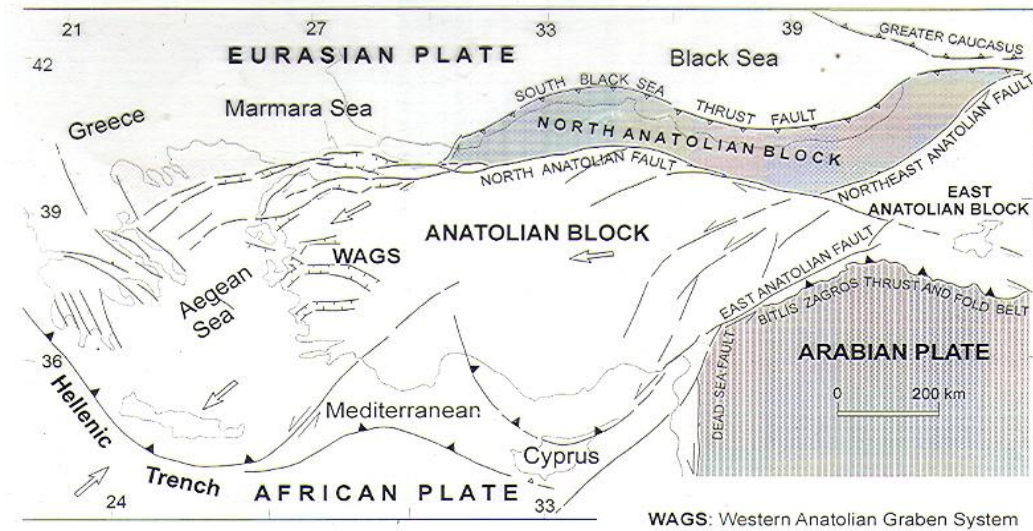 21
27
33
39
GREATER CAUCASUS
42
EURASIAN PLATE
Black Sea
SOUTH BLACK SEA
THRUST FAULT
Marmara Sea
Greece
NORTH ANATOLIAN BLOCK
NORTH ANATOLIAN FAULT
NORTHEAST ANATOLIAN FAULT
39
EAST
ANATOLIAN BLOCK
ANATOLIAN BLOCK
WAGS
Aegean
Sea
EAST ANATOLIAN FAULT
BITLIS ZAGROS THRUST AND FOLD BELT
36
ARABIAN PLATE
DEAD SEA FAULT
0
200 km
Hellenic
Trench
Mediterranean
Cyprus
AFRICAN PLATE
24
33
WAGS: Western Anatolian Graben System